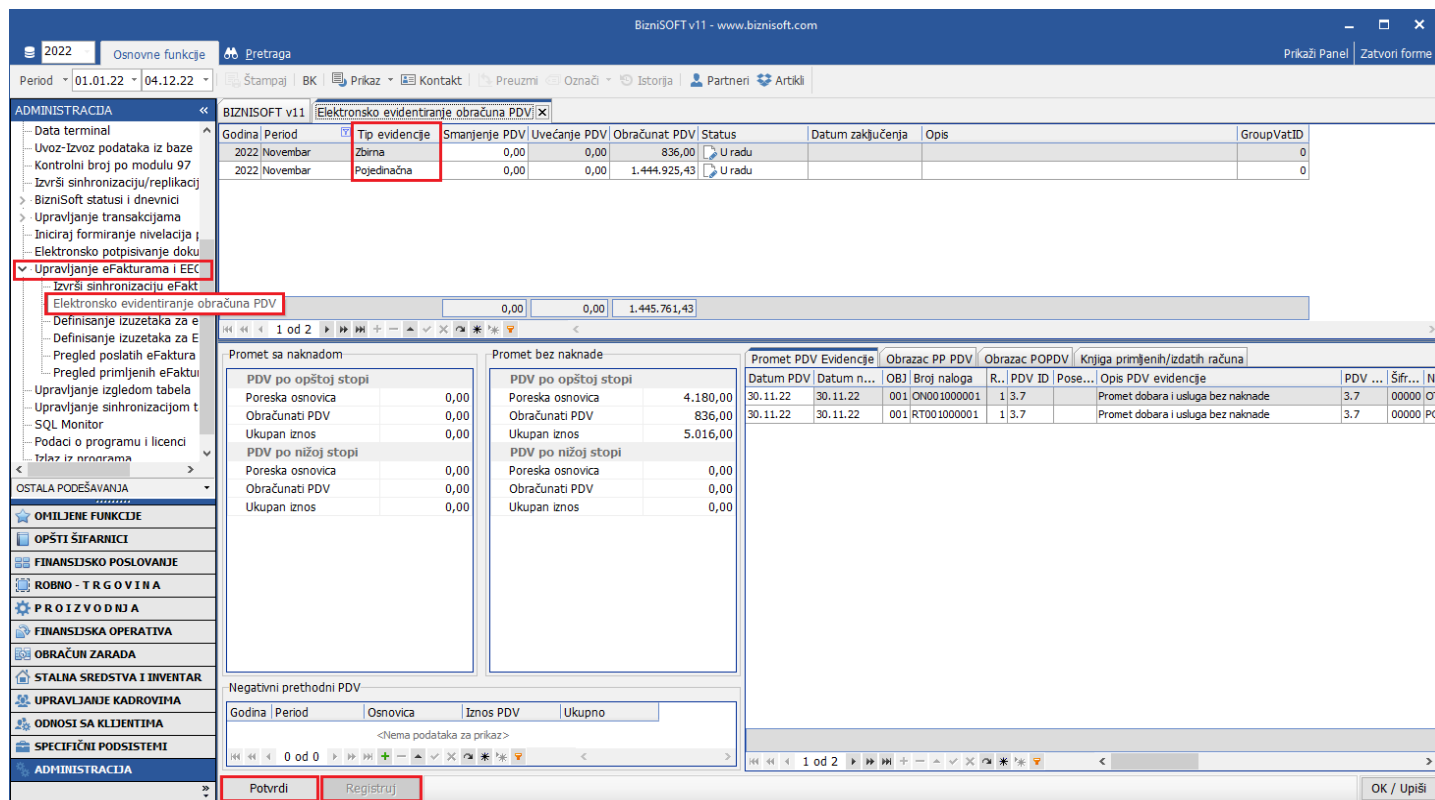 BizniSOFT v11 - www.biznisoft.com
2022 Osnovne funkcije Pretraga Prikaži Panel Zatvori forme
Period 01.01.22 04.12.22 Štampaj BK Prikaz Kontakt Preuzmi Označi Istorija Partneri Artikli
ADMINISTRACIJA «
Data terminal
Uvoz-Izvoz podataka iz baze
Kontrolni broj po modulu 97
Izvrši sinhronizaciju/replikacij
BizniSoft statusi i dnevnici
Upravljanje transakcijama
Iniciraj formiranje nivelacija
Elektronsko potpisivanje doku
Upravljanje eFakturama i EEO
Izvrši sinhronizaciju eFakt
Elektronsko evidentiranje obračuna PDV
Definisanje izuzetaka za e
Definisanje izuzetaka za E
Pregled poslatih eFaktura
Pregled primljenih eFaktu
Upravljanje izgledom tabela
Upravljanje sinhronizacijom t
SQL Monitor
Podaci o programu i licenci
Izlaz iz programa
OSTALA PODEŠAVANJA
OMILJENE FUNKCIJE
OPŠTI ŠIFARNICI
FINANSIJSKO POSLOVANJE
ROBNO - T R G O V I N A
P R O I Z V O D NJ A
FINANSIJSKA OPERATIVA
OBRAČUN ZARADA
STALNA SREDSTVA I INVENTAR
UPRAVLJANJE KADROVIMA
ODNOSI SA KLIJENTIMA
SPECIFIČNI PODSISTEMI
ADMINISTRACIJA
»
BIZNISOFT v11 Elektronsko evidentiranje obračuna PDV
Godina Period Tip evidencije Smanjenje PDV Uvećanje PDV Obračunat PDV Status Datum zaključenja Opis GroupVatID
2022 Novembar Zbirna 0,00 0,00 836,00 U radu 0
2022 Novembar Pojedinačna 0,00 0,00 1.444.925,43 U radu 0
0,00 0,00 1.445.761,43
1 od 2
Promet sa naknadom
PDV po opštoj stopi
Poreska osnovica 0,00
Obračunati PDV 0,00
Ukupan iznos 0,00
PDV po nižoj stopi
Poreska osnovica 0,00
Obračunati PDV 0,00
Ukupan iznos 0,00
Promet bez naknade
PDV po opštoj stopi
Poreska osnovica 4.180,00
Obračunati PDV 836,00
Ukupan iznos 5.016,00
PDV po nižoj stopi
Poreska osnovica 0,00
Obračunati PDV 0,00
Ukupan iznos 0,00
Negativni prethodni PDV
Godina Period Osnovica Iznos PDV Ukupno
<Nema podataka za prikaz>
0 od 0
Promet PDV Evidencije Obrazac PP PDV Obrazac POPDV Knjiga primljenih/izdatih računa
Datum PDV Datum n... OBJ Broj naloga R.. PDV ID Pose... Opis PDV evidencije PDV ... Šifr... N
30.11.22 30.11.22 001 ON001000001 1 3.7 Promet dobara i usluga bez naknade 3.7 00000 OT
30.11.22 30.11.22 001 RT001000001 1 3.7 Promet dobara i usluga bez naknade 3.7 00000 PO
1 od 2
Potvrdi Registruj OK / Upiši